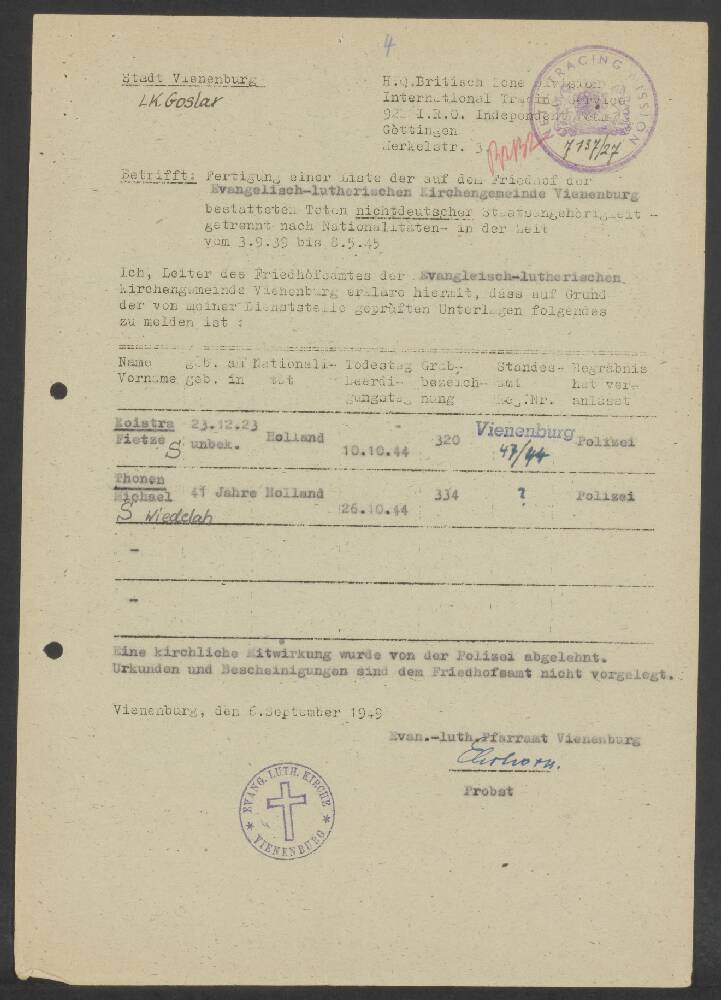 4
Stadt Vienenburg
LK. Goslar
H.Q.Britisch Zone Division
International Tracing Service
I.R.O. Independent
Göttingen
Merkelstr. 3
TRACING MISSION
7137/27
Betrifft: Fertigung einer Liste der auf dem Friedhof der
Evangelisch-lutherischen Kirchengemeinde Vienenburg
bestatteten Toten nichtdeutscher Staatsangehörigkeit -
getrennt nach Nationalitäten- in der Zeit
vom 3.9.39 bis 8.5.45
Ich, Leiter des Friedhofsamtes der Evangleisch-lutherischen
Kirchengemeinde Vienenburg erkläre hiermit, dass auf Grund
der von meiner Dienststelle geprüften Unterlagen folgendes
zu melden ist :
Name geb. am Nationali- Todestag Grab- Standes- Begräbnis
Vorname geb. in tät Beerdi- bezeich- amt hat ver-
gungstag nung Reg.Nr. anlasst
Koistra 23.12.23 Vienenburg
Fietze S unbek. Holland 10.10.44 320 47/44 Polizei
Thonen
Michael 41 Jahre Holland 26.10.44 334 ? Polizei
S Wiedelah
-
-
Eine kirchliche Mitwirkung wurde von der Polizei abgelehnt.
Urkunden und Bescheinigungen sind dem Friedhofsamt nicht vorgelegt.
Vienenburg, den 6.September 1949
Evan.-luth.Pfarramt Vienenburg
Probst
EVANG. LUTH. KIRCHE
* VIENENBURG *